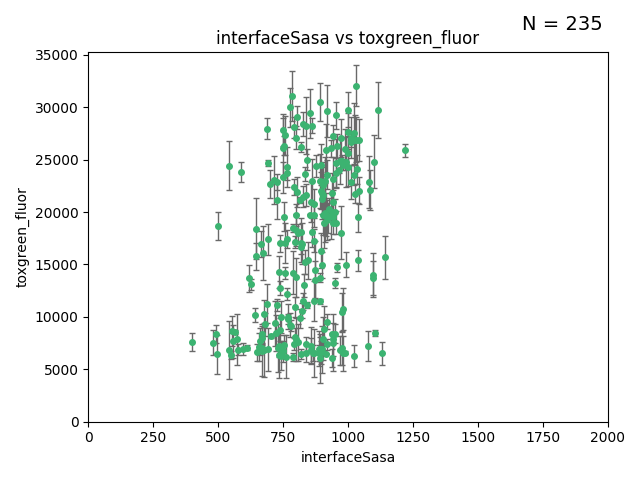 N = 235
interfaceSasa vs toxgreen_fluor
35000
30000
25000
20000
15000
10000
5000
0
toxgreen_fluor
0 250 500 750 1000 1250 1500 1750 2000
interfaceSasa